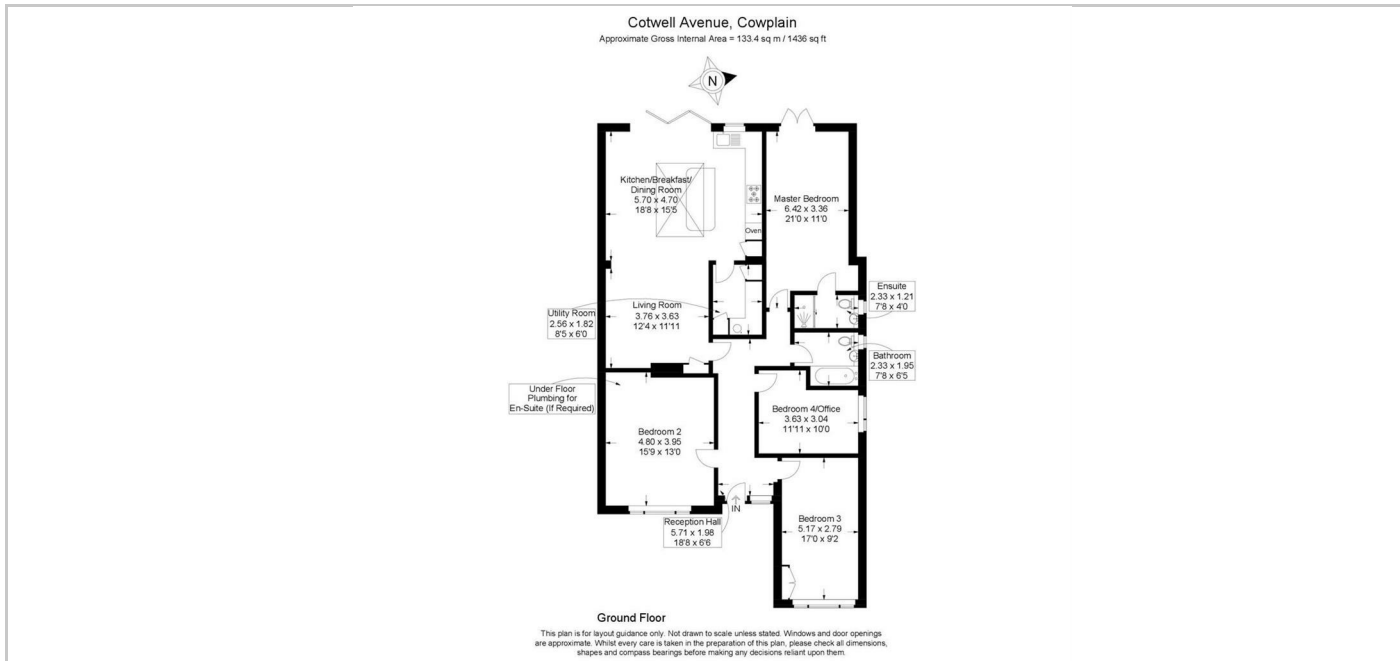 Cotwell Avenue, Cowplain
Approximate Gross Internal Area = 133.4 sq m / 1436 sq ft
N
Kitchen/Breakfast/
Dining Room
5.70 x 4.70
18'8 x 15'5
Master Bedroom
6.42 x 3.36
21'0 x 11'0
Oven
Ensuite
2.33 x 1.21
7'8 x 4'0
Living Room
3.76 x 3.63
12'4 x 11'11
Utility Room
2.56 x 1.82
8'5 x 6'0
Bathroom
2.33 x 1.95
7'8 x 6'5
Under Floor
Plumbing for
En-Suite (If Required)
Bedroom 4/Office
3.63 x 3.04
11'11 x 10'0
Bedroom 2
4.80 x 3.95
15'9 x 13'0
IN
Reception Hall
5.71 x 1.98
18'8 x 6'6
Bedroom 3
5.17 x 2.79
17'0 x 9'2
Ground Floor
This plan is for layout guidance only. Not drawn to scale unless stated. Windows and door openings
are approximate. Whilst every care is taken in the preparation of this plan, please check all dimensions,
shapes and compass bearings before making any decisions reliant upon them.